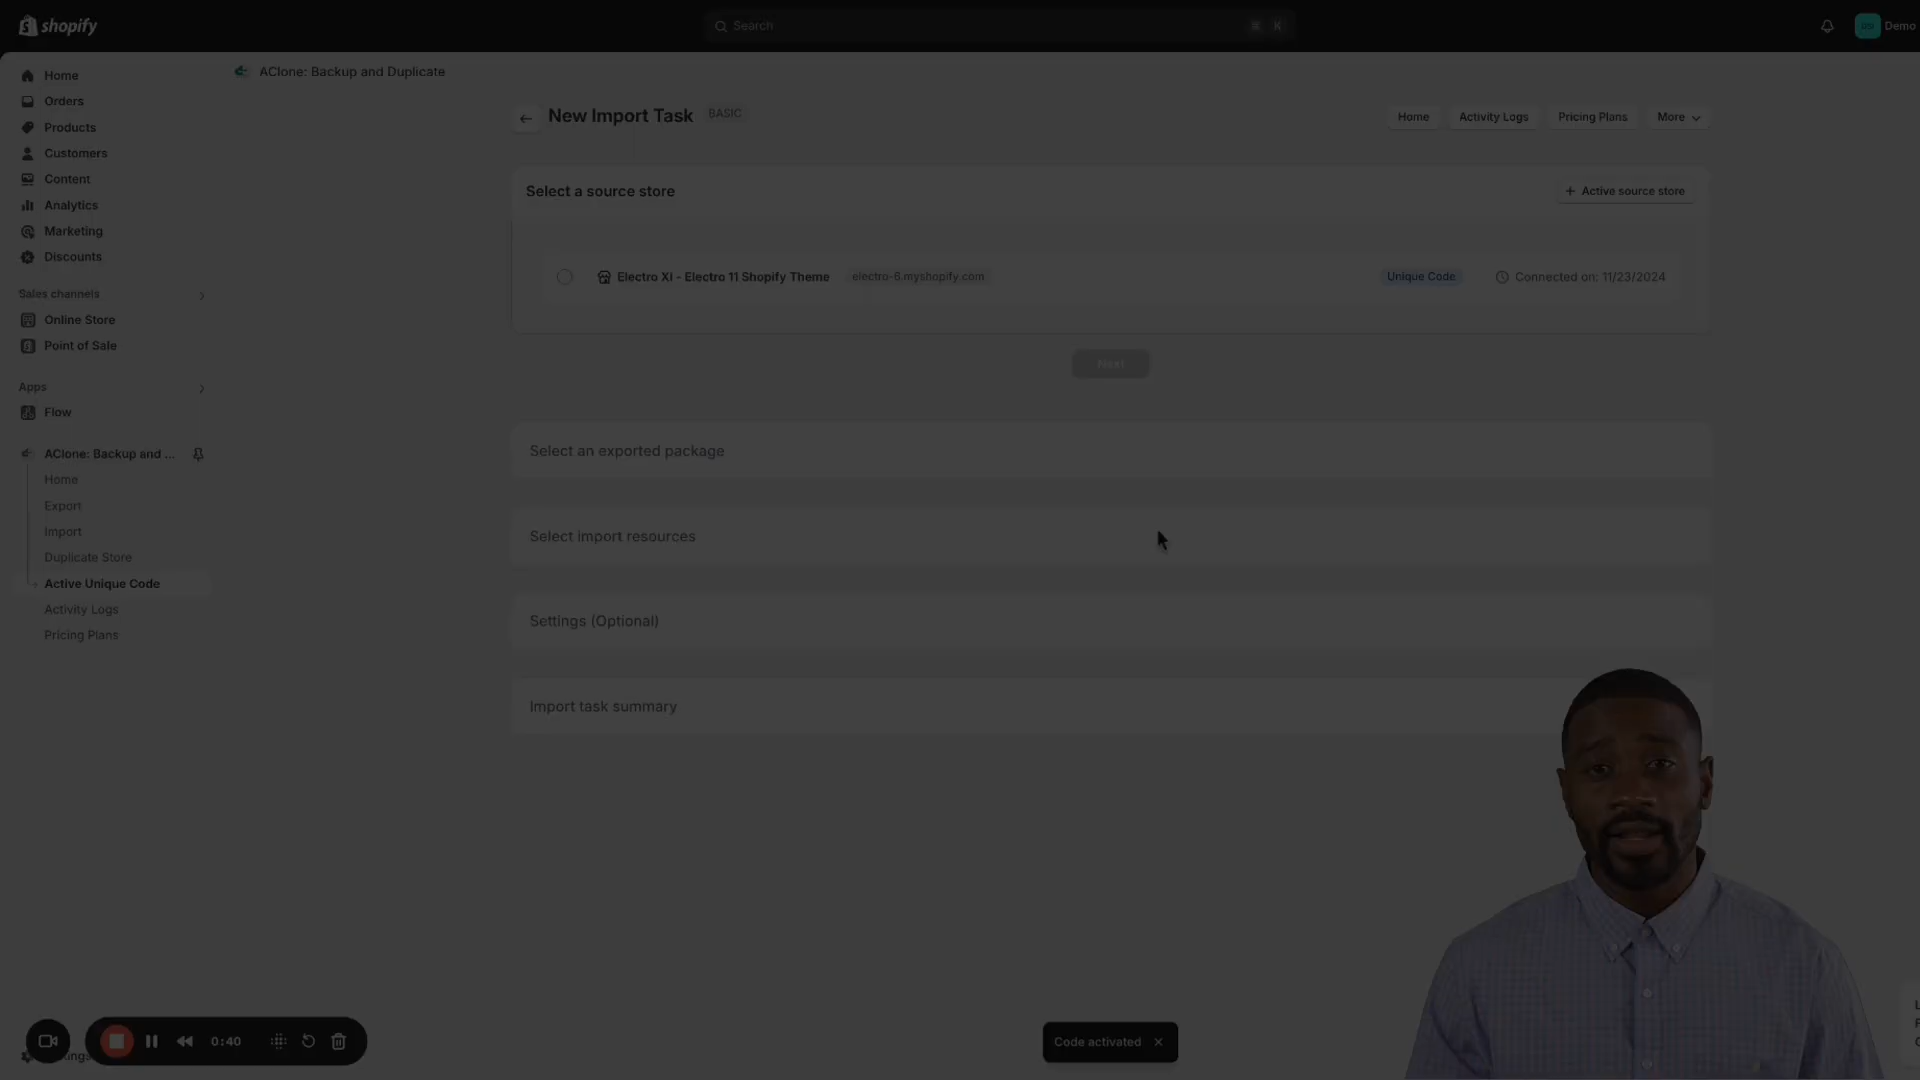 shopify
Search
⌘ K
Demo
Home
Orders
Products
Customers
Content
Analytics
Marketing
Discounts
Sales channels
Online Store
Point of Sale
Apps
Flow
AClone: Backup and ...
Home
Export
Import
Duplicate Store
Active Unique Code
Activity Logs
Pricing Plans
AClone: Backup and Duplicate
New Import Task BASIC
Home Activity Logs Pricing Plans More
Select a source store
+ Active source store
Electro XI - Electro 11 Shopify Theme electro-6.myshopify.com Unique Code Connected on: 11/23/2024
Next
Select an exported package
Select import resources
Settings (Optional)
Import task summary
0:40
Code activated